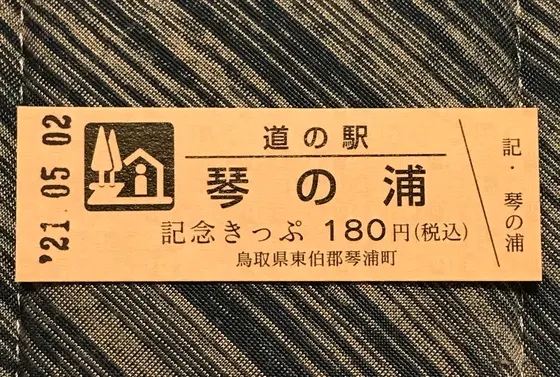 '21.05 02
道の駅
琴の浦
記念きっぷ 180円(税込)
鳥取県東伯郡琴浦町
記・琴の浦